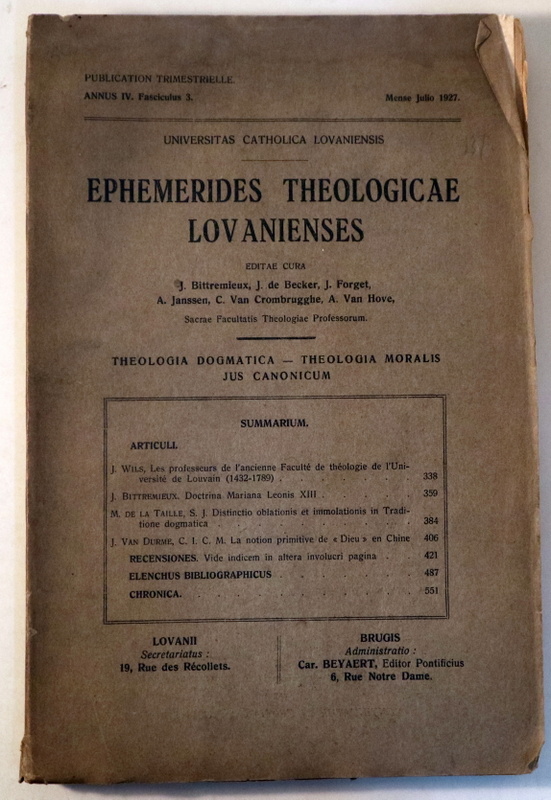 PUBLICATION TRIMESTRIELLE.
ANNUS IV. Fasciculus 3. Mense julio 1927.
UNIVERSITAS CATHOLICA LOVANIENSIS
EPHEMERIDES THEOLOGICAE
LOVANIENSES
EDITAE CURA
J. Bittremieux, J. de Becker, J. Forget,
A. Janssen, C. Van Crombrugghe, A. Van Hove,
Sacrae Facultatis Theologiae Professorum.
THEOLOGIA DOGMATICA — THEOLOGIA MORALIS
JUS CANONICUM
SUMMARIUM.
ARTICULI.
J. WILS, Les professeurs de l'ancienne Faculté de théologie de l'Uni-
versité de Louvain (1432-1789) . . . . . . . 338
J. BITTREMIEUX. Doctrina Mariana Leonis XIII . . . . . 359
M. DE LA TAILLE, S. J. Distinctio oblationis et immolationis in Tradi-
tione dogmatica . . . . . . . . 384
J. VAN DURME, C. I. C. M. La notion primitive de « Dieu » en Chine 406
RECENSIONES. Vide indicem in altera involucri pagina . . 421
ELENCHUS BIBLIOGRAPHICUS . . . . . . 487
CHRONICA. . . . . . . . . . 551
LOVANII
Secretariatus :
19, Rue des Récollets.
BRUGIS
Administratio :
Car. BEYAERT, Editor Pontificius
6, Rue Notre Dame.